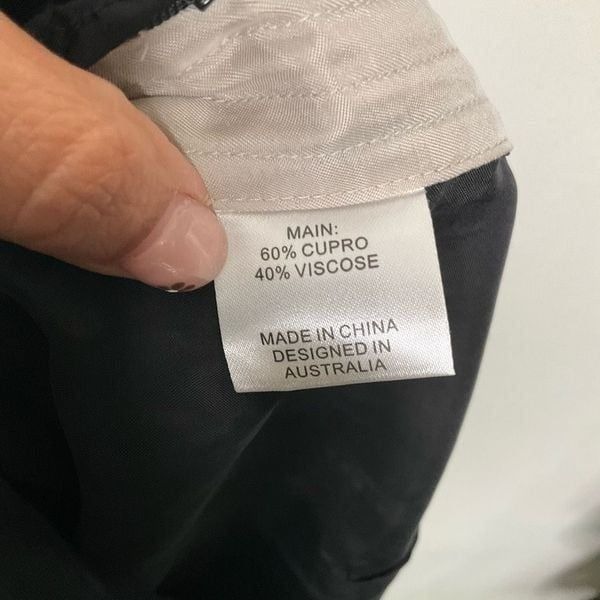 MAIN:
60% CUPRO
40% VISCOSE
MADE IN CHINA
DESIGNED IN
AUSTRALIA